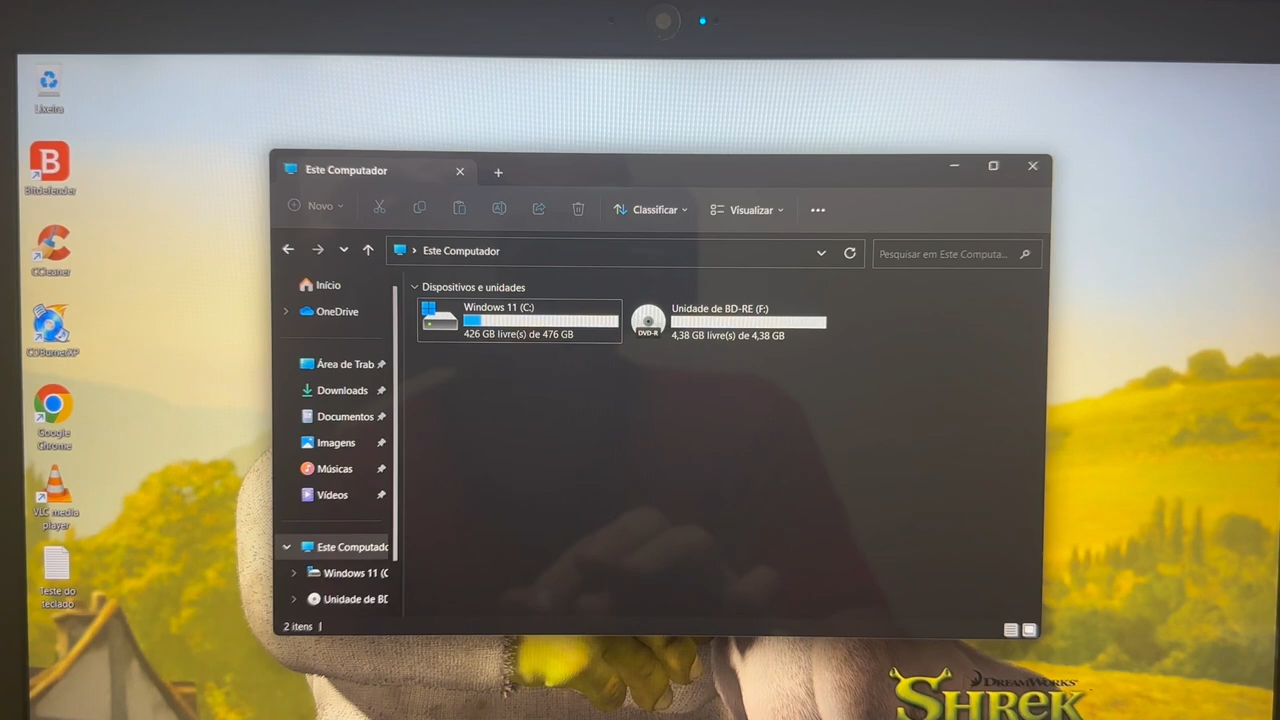 Lixeira
Bitdefender
CCleaner
CDBurnerXP
Google
Chrome
VLC media
player
Teste do
teclado
Este Computador
Novo
Classificar
Visualizar
Este Computador
Pesquisar em Este Computa...
Início
OneDrive
Área de Trab
Downloads
Documentos
Imagens
Músicas
Vídeos
Este Computado
Windows 11 (C
Unidade de BD
Dispositivos e unidades
Windows 11 (C:)
426 GB livre(s) de 476 GB
DVD-R
Unidade de BD-RE (F:)
4,38 GB livre(s) de 4,38 GB
2 itens
DREAMWORKS
SHREK